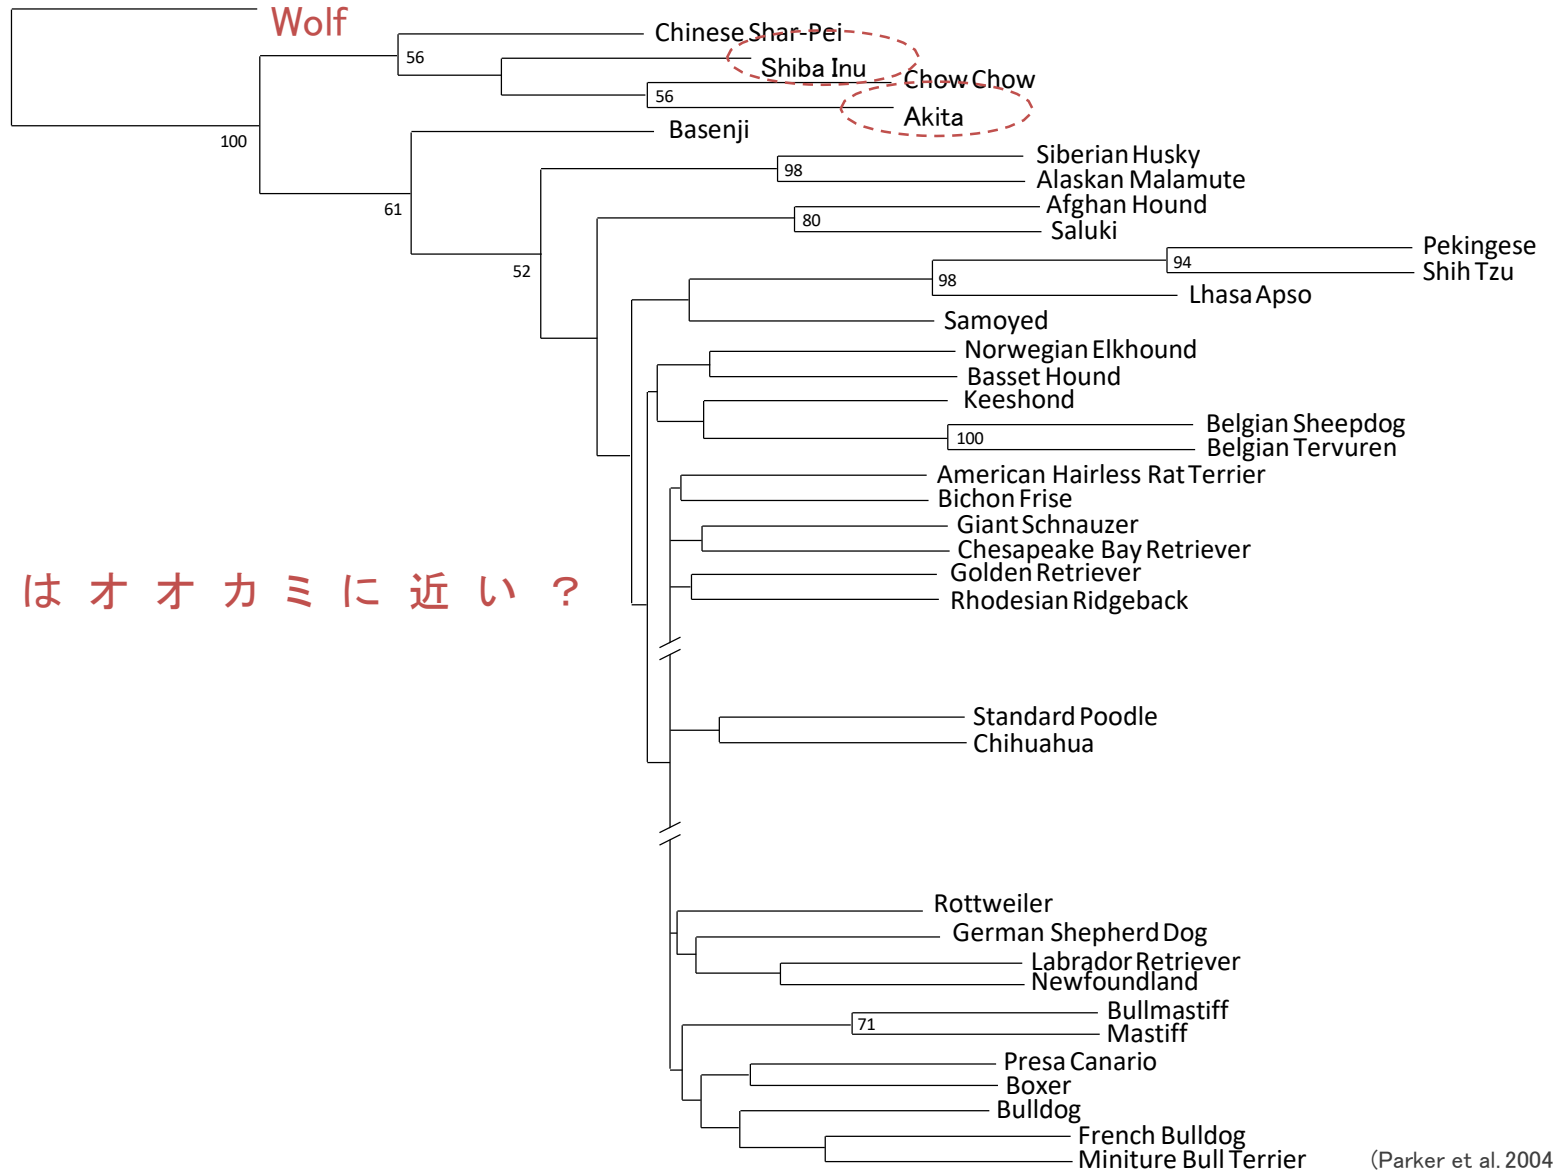 Wolf
Chinese Shar-Pei
56
Shiba Inu
Chow Chow
56
Akita
100
Basenji
Siberian Husky
98
Alaskan Malamute
61
Afghan Hound
80
Saluki
Pekingese
94
Shih Tzu
52
98
Lhasa Apso
Samoyed
Norwegian Elkhound
Basset Hound
Keeshond
Belgian Sheepdog
100
Belgian Tervuren
American Hairless Rat Terrier
Bichon Frise
Giant Schnauzer
Chesapeake Bay Retriever
Golden Retriever
はオオカミに近い？
Rhodesian Ridgeback
Standard Poodle
Chihuahua
Rottweiler
German Shepherd Dog
Labrador Retriever
Newfoundland
Bullmastiff
71
Mastiff
Presa Canario
Boxer
Bulldog
French Bulldog
Miniture Bull Terrier
(Parker et al. 2004